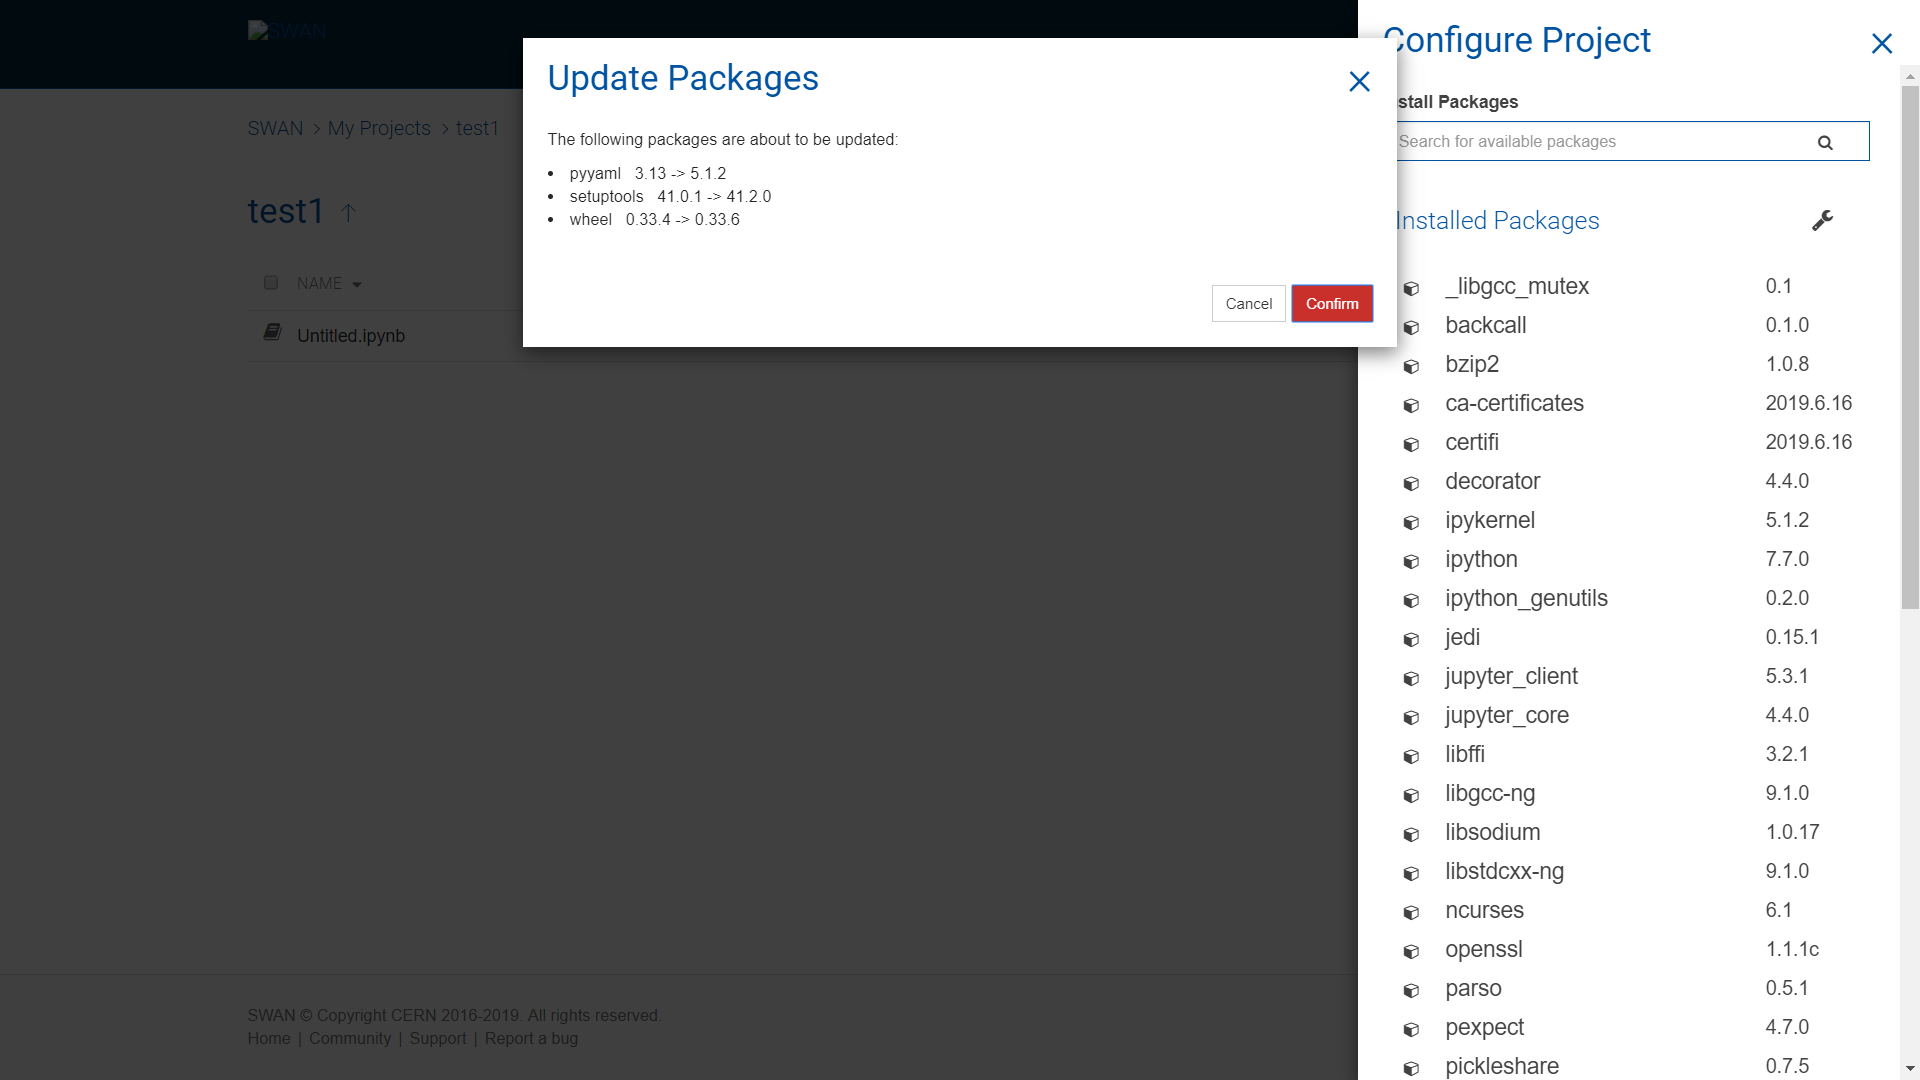 SWAN
SWAN > My Projects > test1
test1
NAME
Untitled.ipynb
Update Packages
The following packages are about to be updated:
• pyyaml 3.13 -> 5.1.2
• setuptools 41.0.1 -> 41.2.0
• wheel 0.33.4 -> 0.33.6
Cancel Confirm
Configure Project
stall Packages
Search for available packages
Installed Packages
_libgcc_mutex 0.1
backcall 0.1.0
bzip2 1.0.8
ca-certificates 2019.6.16
certifi 2019.6.16
decorator 4.4.0
ipykernel 5.1.2
ipython 7.7.0
ipython_genutils 0.2.0
jedi 0.15.1
jupyter_client 5.3.1
jupyter_core 4.4.0
libffi 3.2.1
libgcc-ng 9.1.0
libsodium 1.0.17
libstdcxx-ng 9.1.0
ncurses 6.1
openssl 1.1.1c
parso 0.5.1
pexpect 4.7.0
pickleshare 0.7.5
SWAN © Copyright CERN 2016-2019. All rights reserved.
Home | Community | Support | Report a bug